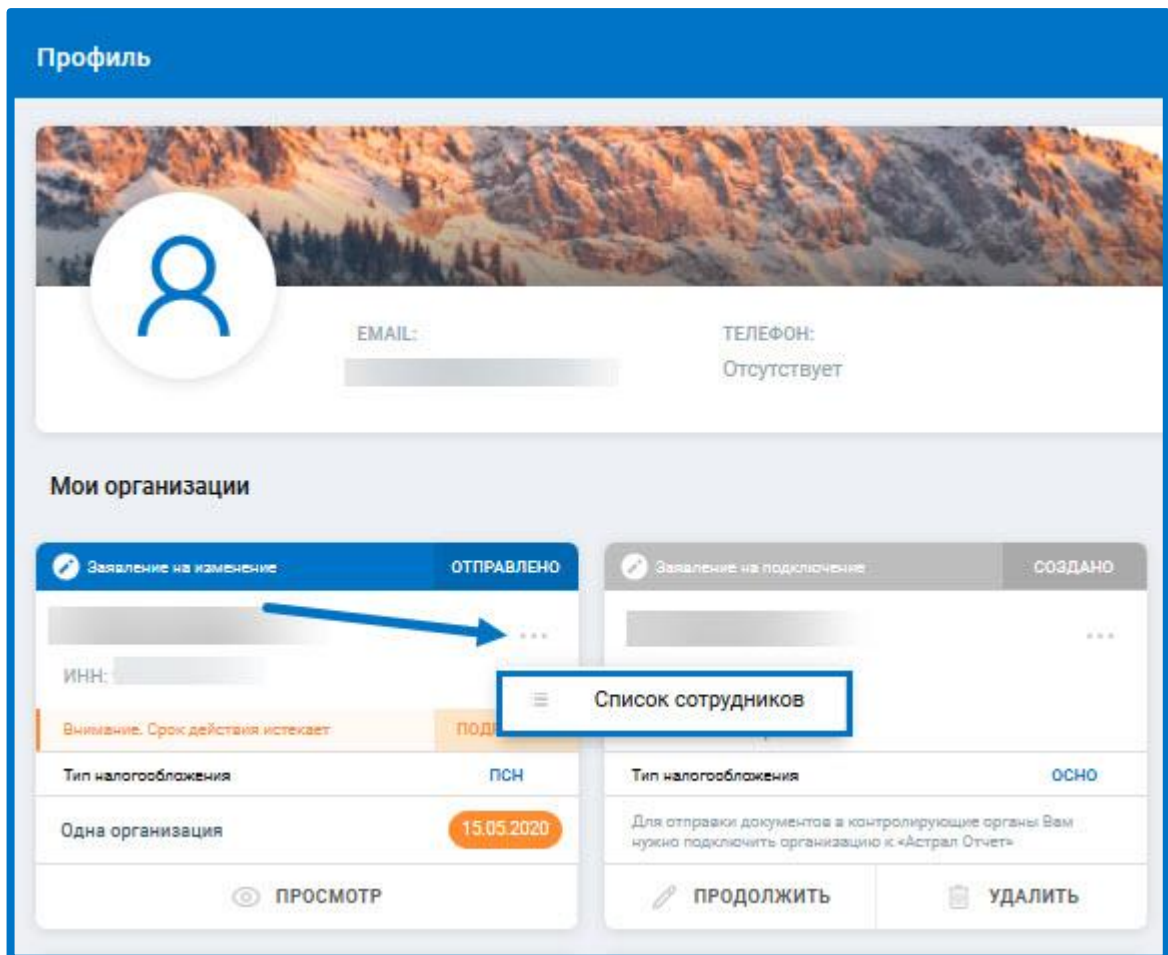 Профиль
EMAIL:
ТЕЛЕФОН:
Отсутствует
Мои организации
Заявление на изменение
ОТПРАВЛЕНО
ИНН:
Внимание. Срок действия истекает
Тип налогообложения
ПСН
Одна организация
15.05.2020
ПРОСМОТР
Заявление на подключение
СОЗДАНО
Список сотрудников
Тип налогообложения
ОСНО
Для отправки документов в контролирующие органы Вам
нужно подключить организацию к «Астрал Отчет»
ПРОДОЛЖИТЬ
УДАЛИТЬ